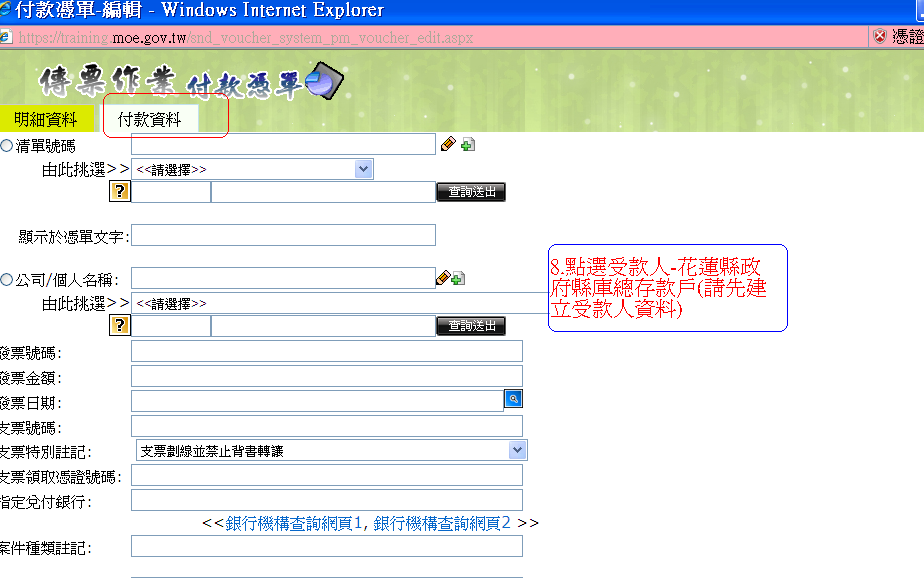 付款憑單-編輯 - Windows Internet Explorer
https://training.moe.gov.tw/snd_voucher_system_pm_voucher_edit.aspx
憑證
傳票作業 付款憑單
明細資料 付款資料
清單號碼
由此挑選>> <<請選擇>>
? 查詢送出
顯示於憑單文字:
公司/個人名稱:
由此挑選>> <<請選擇>>
? 查詢送出
8.點選受款人-花蓮縣政
府縣庫總存款戶(請先建
立受款人資料)
發票號碼:
發票金額:
發票日期:
支票號碼:
支票特別註記: 支票劃線並禁止背書轉讓
支票領取憑證號碼:
指定兌付銀行:
<<銀行機構查詢網頁1, 銀行機構查詢網頁2 >>
案件種類註記: